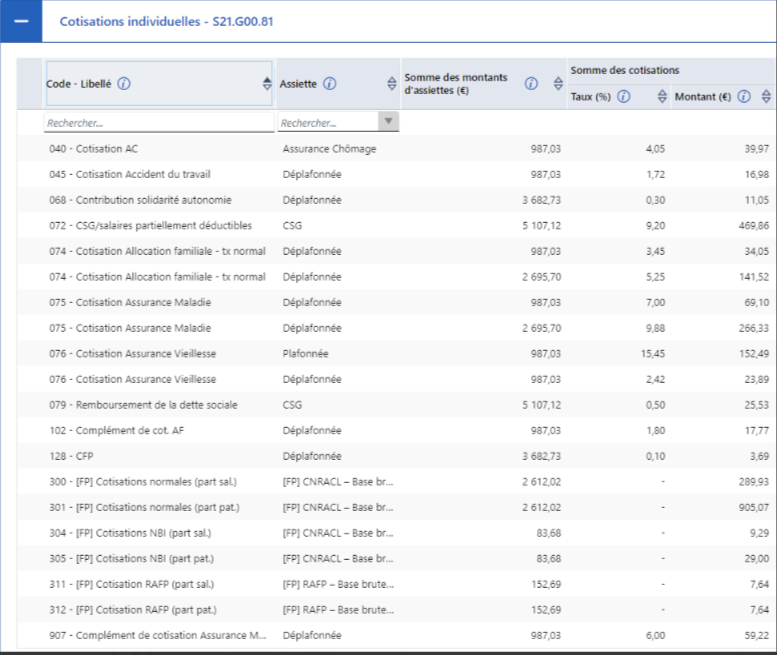 Cotisations individuelles - S21.G00.81
Code - Libellé Assiette Somme des montants d'assiettes (€) Somme des cotisations
Taux (%) Montant (€)
Rechercher... Rechercher...
040 - Cotisation AC Assurance Chômage 987,03 4,05 39,97
045 - Cotisation Accident du travail Déplafonnée 987,03 1,72 16,98
068 - Contribution solidarité autonomie Déplafonnée 3 682,73 0,30 11,05
072 - CSG/salaires partiellement déductibles CSG 5 107,12 9,20 469,86
074 - Cotisation Allocation familiale - tx normal Déplafonnée 987,03 3,45 34,05
074 - Cotisation Allocation familiale - tx normal Déplafonnée 2 695,70 5,25 141,52
075 - Cotisation Assurance Maladie Déplafonnée 987,03 7,00 69,10
075 - Cotisation Assurance Maladie Déplafonnée 2 695,70 9,88 266,33
076 - Cotisation Assurance Vieillesse Plafonnée 987,03 15,45 152,49
076 - Cotisation Assurance Vieillesse Déplafonnée 987,03 2,42 23,89
079 - Remboursement de la dette sociale CSG 5 107,12 0,50 25,53
102 - Complément de cot. AF Déplafonnée 987,03 1,80 17,77
128 - CFP Déplafonnée 3 682,73 0,10 3,69
300 - [FP] Cotisations normales (part sal.) [FP] CNRACL – Base br... 2 612,02 - 289,93
301 - [FP] Cotisations normales (part pat.) [FP] CNRACL – Base br... 2 612,02 - 905,07
304 - [FP] Cotisations NBI (part sal.) [FP] CNRACL – Base br... 83,68 - 9,29
305 - [FP] Cotisations NBI (part pat.) [FP] CNRACL – Base br... 83,68 - 29,00
311 - [FP] Cotisation RAFP (part sal.) [FP] RAFP – Base brute... 152,69 - 7,64
312 - [FP] Cotisation RAFP (part pat.) [FP] RAFP – Base brute... 152,69 - 7,64
907 - Complément de cotisation Assurance M... Déplafonnée 987,03 6,00 59,22